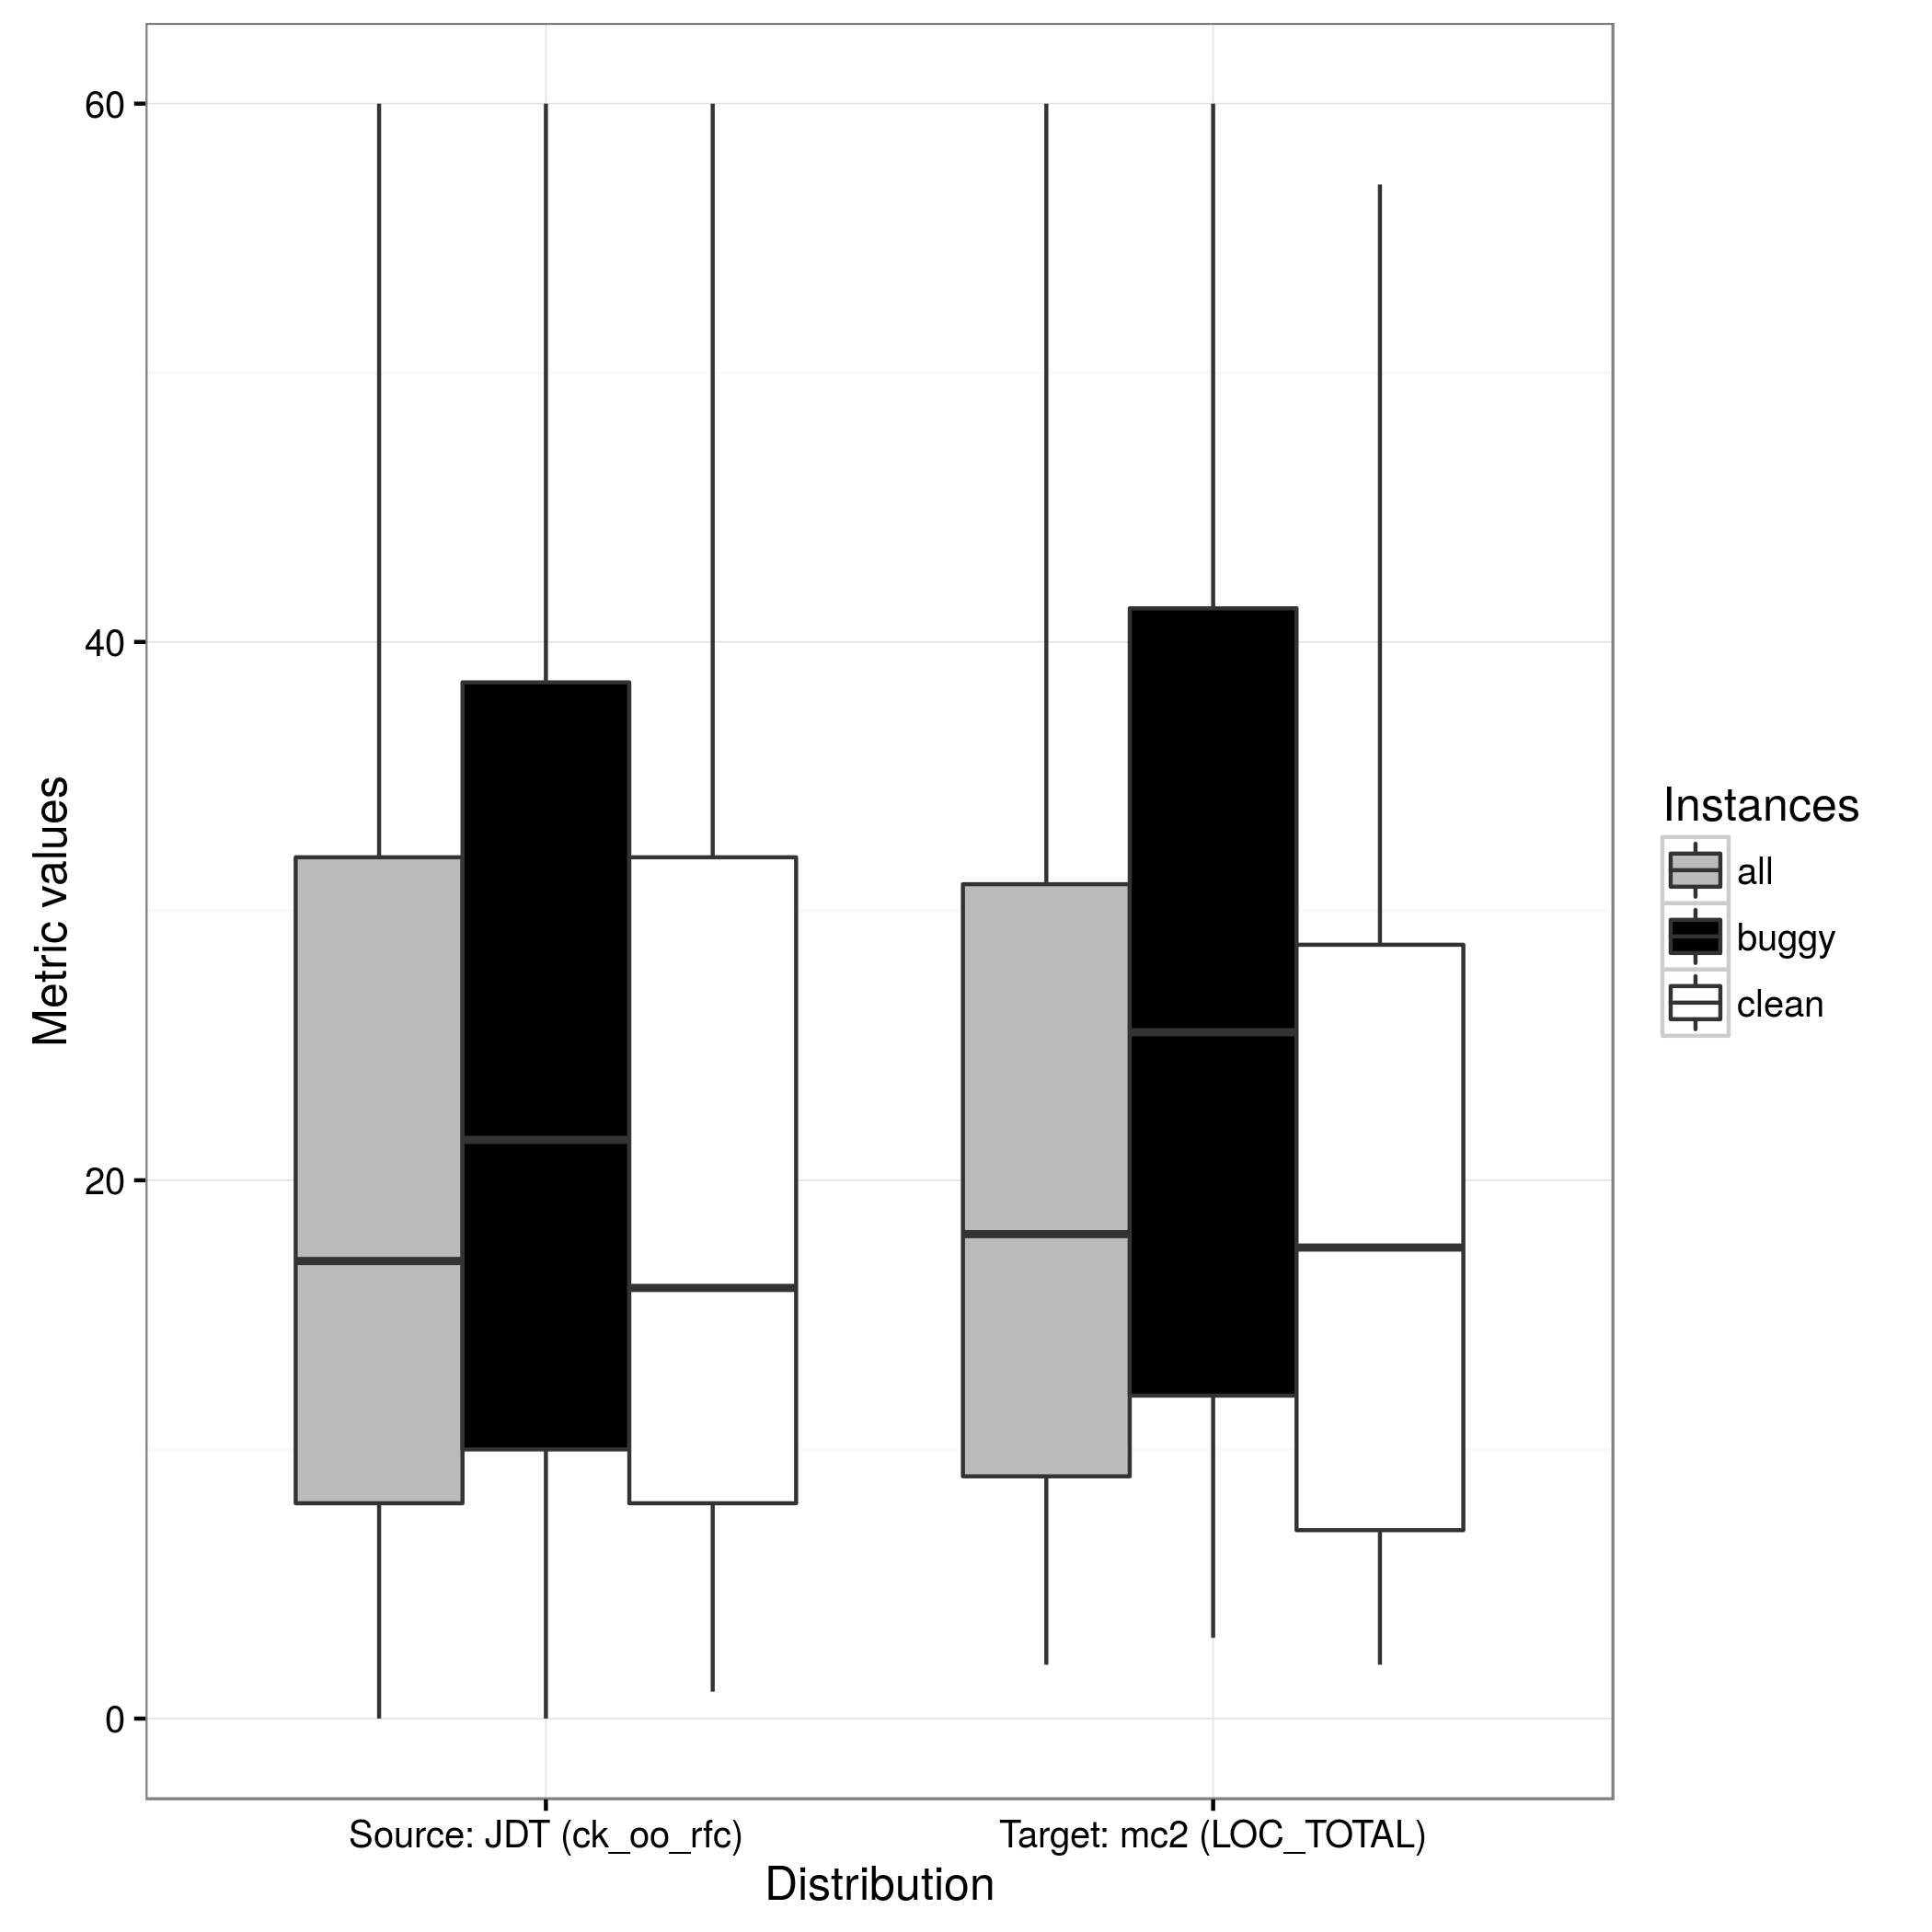 60
40
20
0
Metric values
Source: JDT (ck_oo_rfc)
Target: mc2 (LOC_TOTAL)
Distribution
Instances
all
buggy
clean